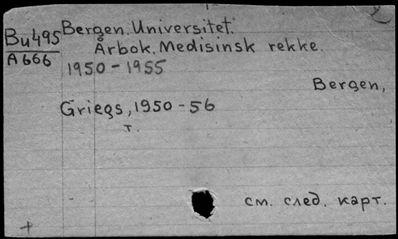 Bu495
A666
Bergen. Universitet.
Årbok. Medisinsk rekke.
1950-1955
Bergen,
Griegs, 1950-56
т.
см. след. карт.